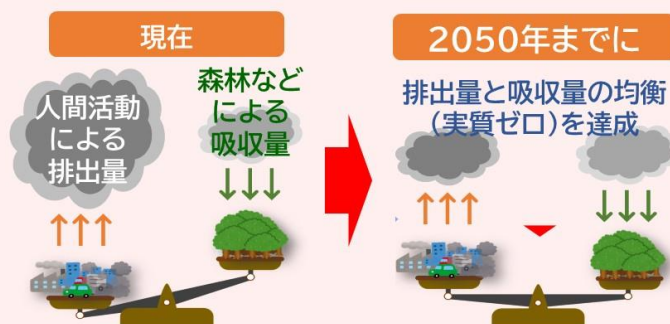 現在
人間活動
による
排出量
森林など
による
吸収量
2050年までに
排出量と吸収量の均衡
（実質ゼロ）を達成